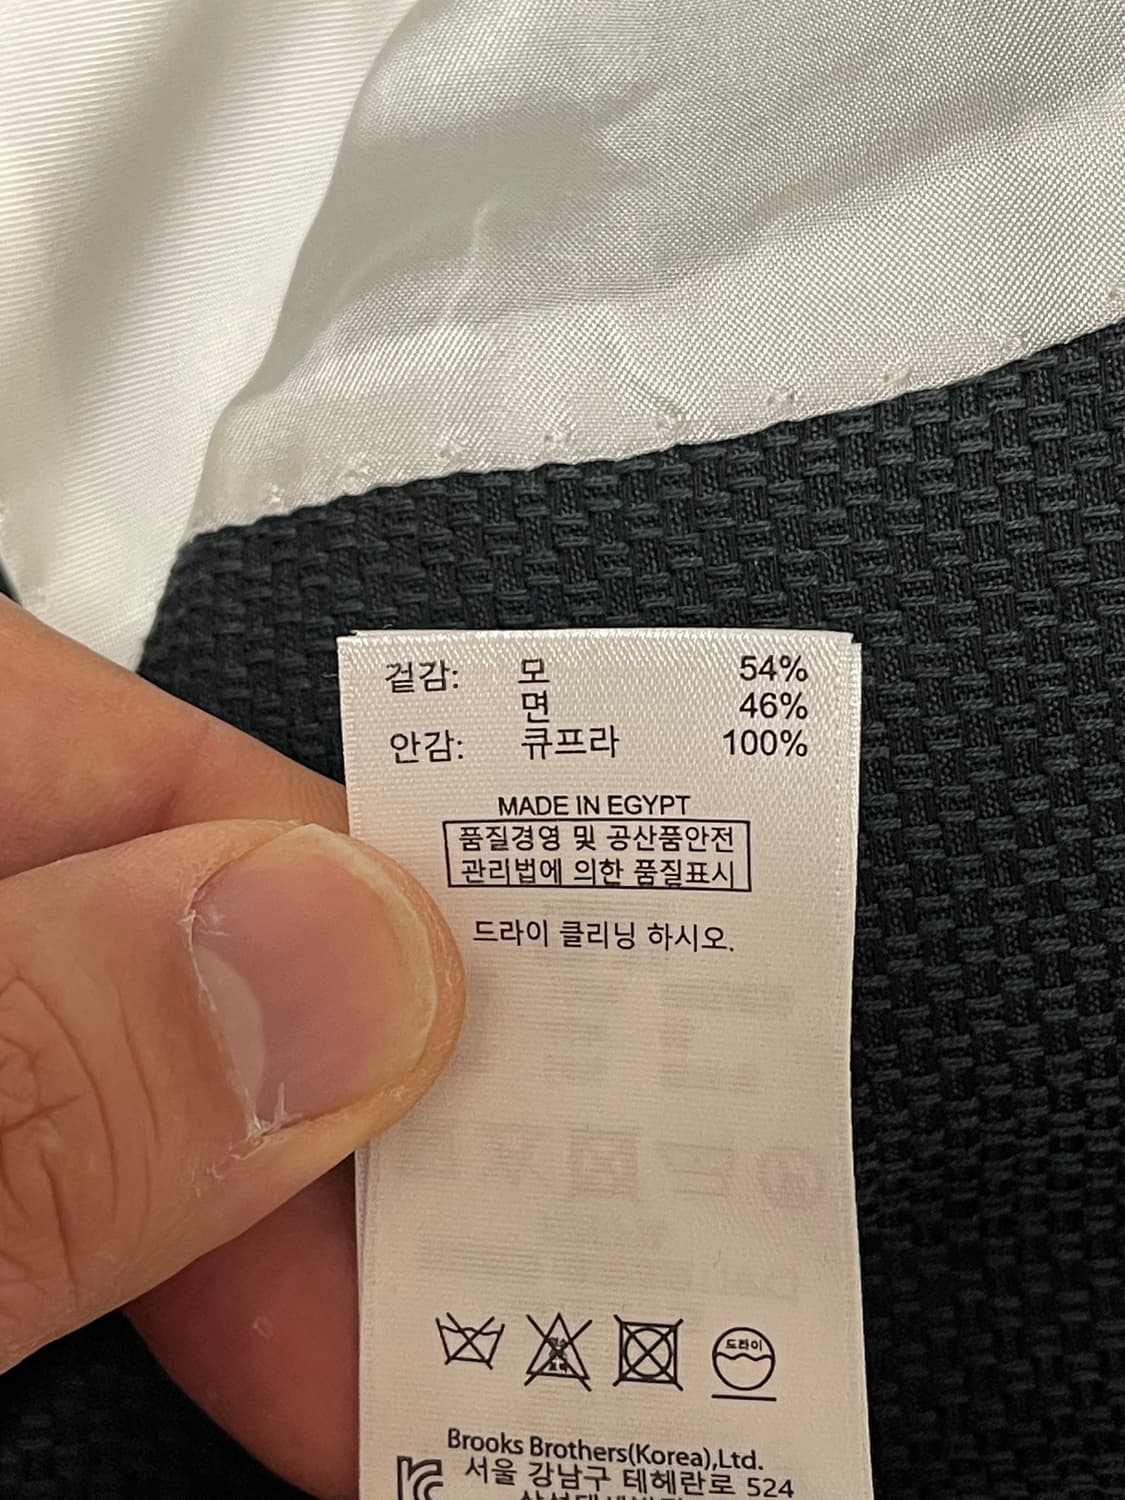 겉감: 모 54%
면 46%
안감: 큐프라 100%
MADE IN EGYPT
품질경영 및 공산품안전
관리법에 의한 품질표시
드라이 클리닝 하시오.
드라이
Brooks Brothers(Korea),Ltd.
서울 강남구 테헤란로 524